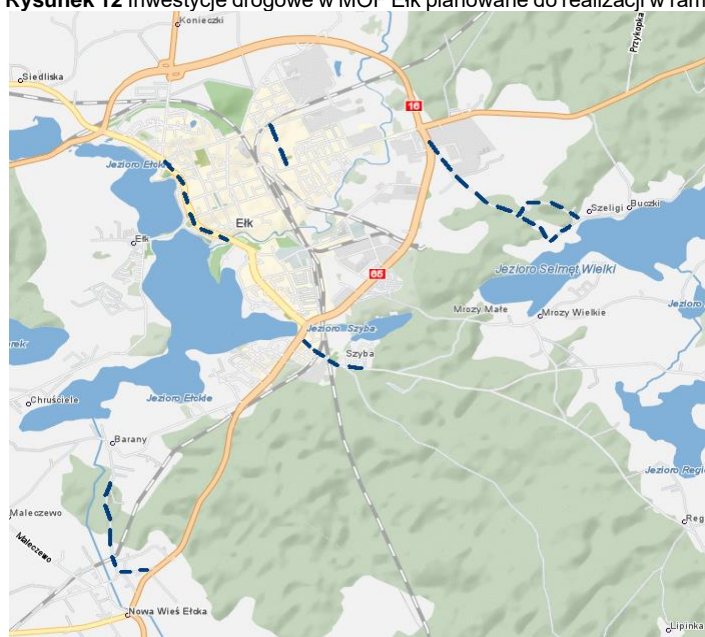 Rysunek 12 Inwestycje drogowe w MOF Ełk planowane do realizacji w ram
Konieczki
Przykopka
Siedliska
16
Jezioro Ełckie
Szeligi
Buczki
Ełk
Ełk
Jezioro Selmęt Wielki
65
Jezioro
Mrozy Małe
Mrozy Wielkie
Jezioro Szyba
Szyba
Chruściele
Jezioro Ełckie
Barany
Jezioro Regie
Maleczewo
Reg
Maleczewo
Nowa Wieś Ełcka
Lipinka